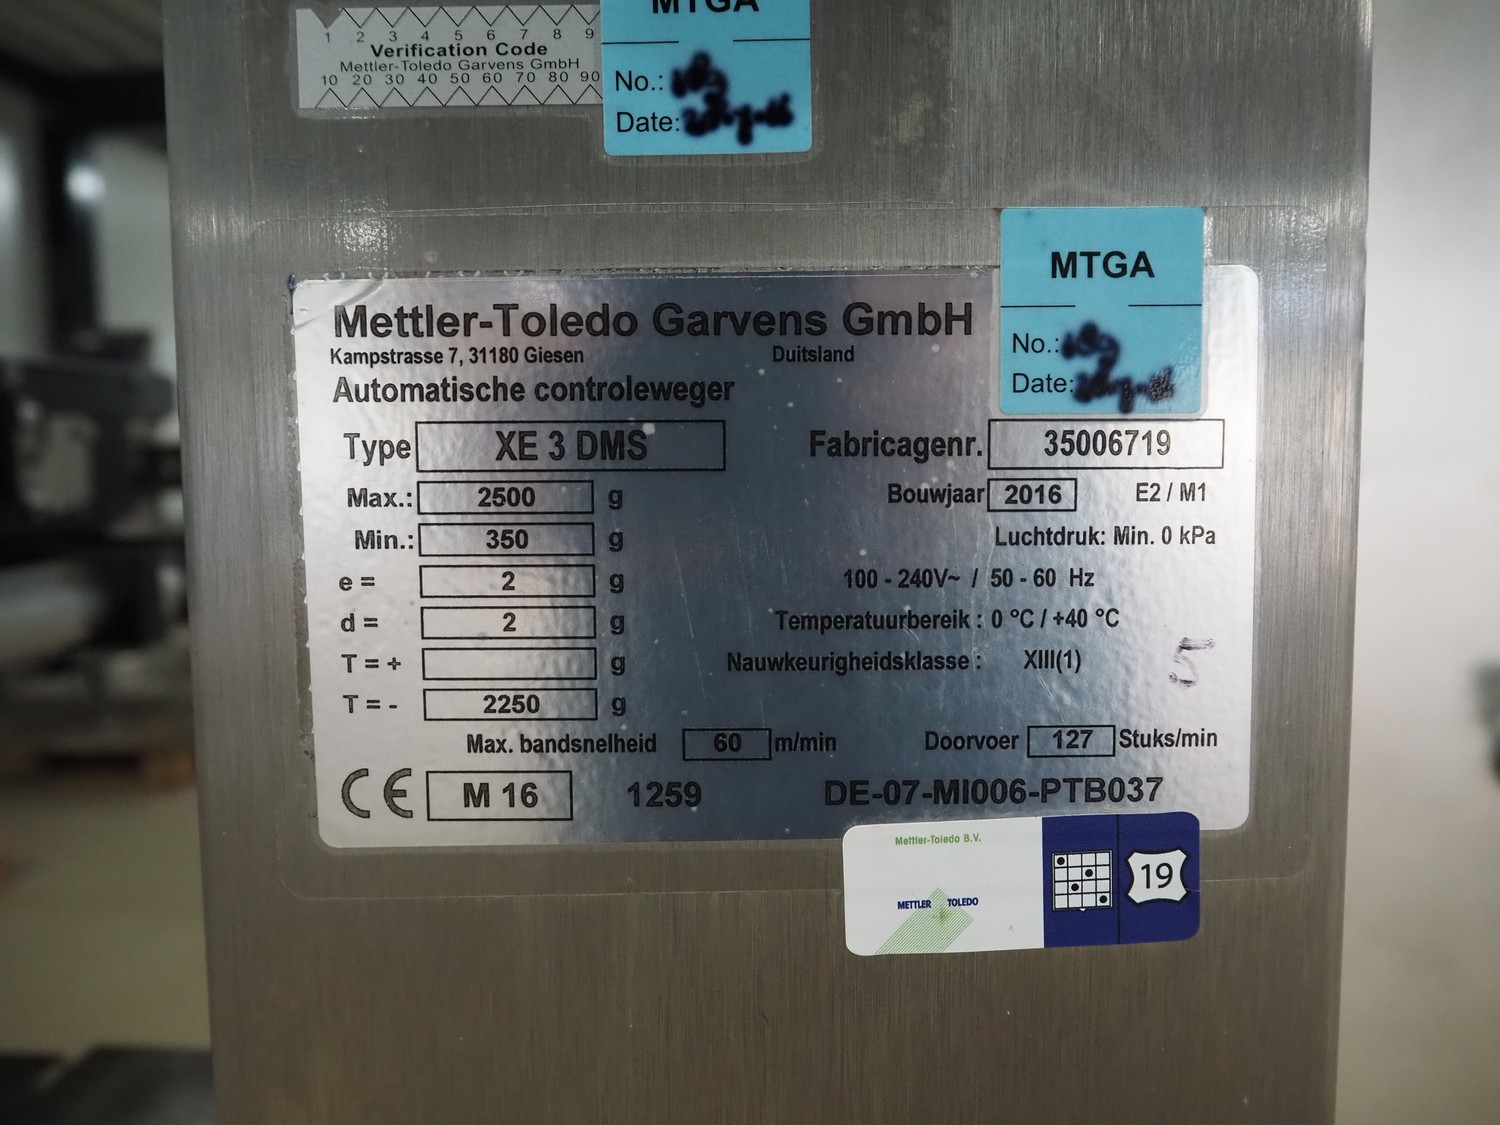 1 2 3 4 5 6 7 8 9
Verification Code
Mettler-Toledo Garvens GmbH
10 20 30 40 50 60 70 80 90
MTGA
No.:
Date:
MTGA
No.:
Date:
Mettler-Toledo Garvens GmbH
Kampstrasse 7, 31180 Giesen Duitsland
Automatische controleweger
Type XE 3 DMS Fabricagenr. 35006719
Max.: 2500 g Bouwjaar 2016 E2 / M1
Min.: 350 g Luchtdruk: Min. 0 kPa
e = 2 g 100 - 240V~ / 50 - 60 Hz
d = 2 g Temperatuurbereik : 0 °C / +40 °C
T = + g Nauwkeurigheidsklasse : XIII(1)
5
T = - 2250 g
Max. bandsnelheid 60 m/min Doorvoer 127 Stuks/min
CE M 16 1259 DE-07-MI006-PTB037
Mettler-Toledo B.V.
METTLER TOLEDO
19